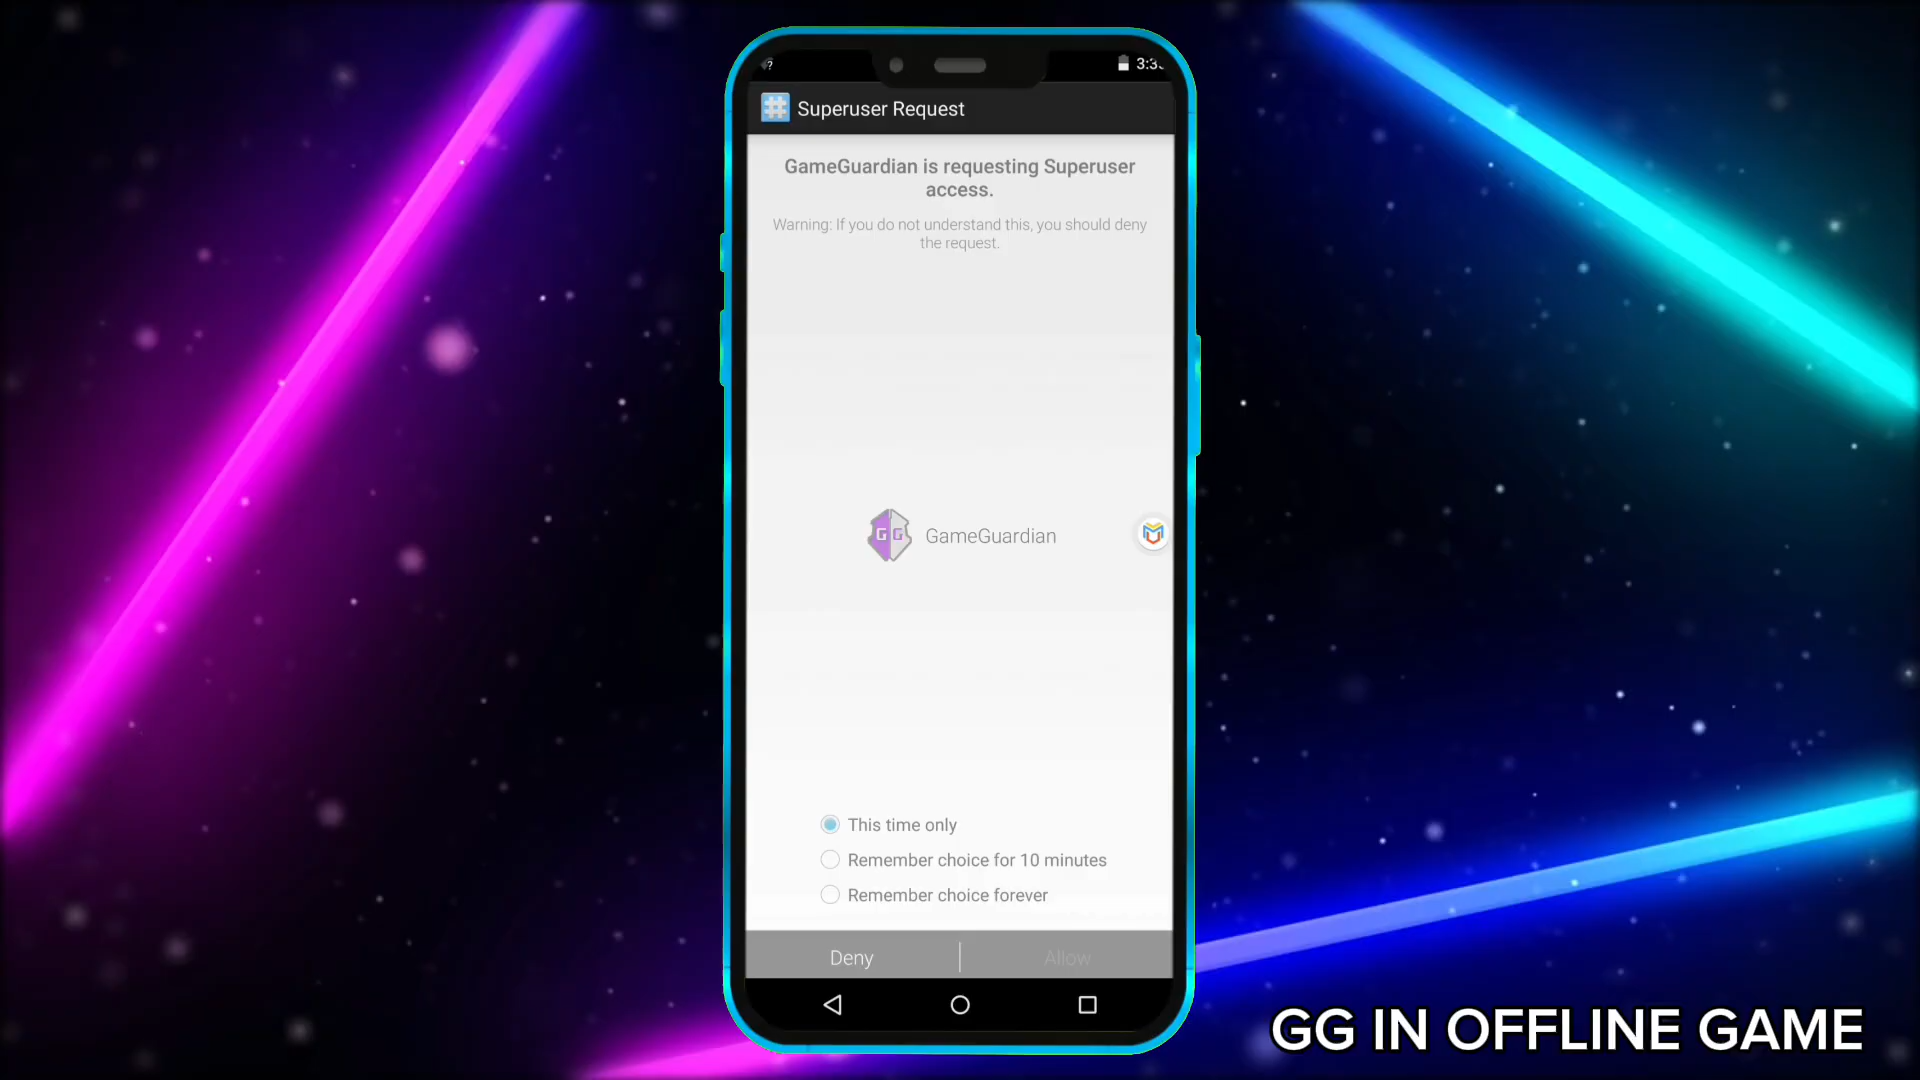 ?
3:3
Superuser Request
GameGuardian is requesting Superuser
access.
Warning: If you do not understand this, you should deny
the request.
GG GameGuardian
This time only
Remember choice for 10 minutes
Remember choice forever
Deny
Allow
GG IN OFFLINE GAME